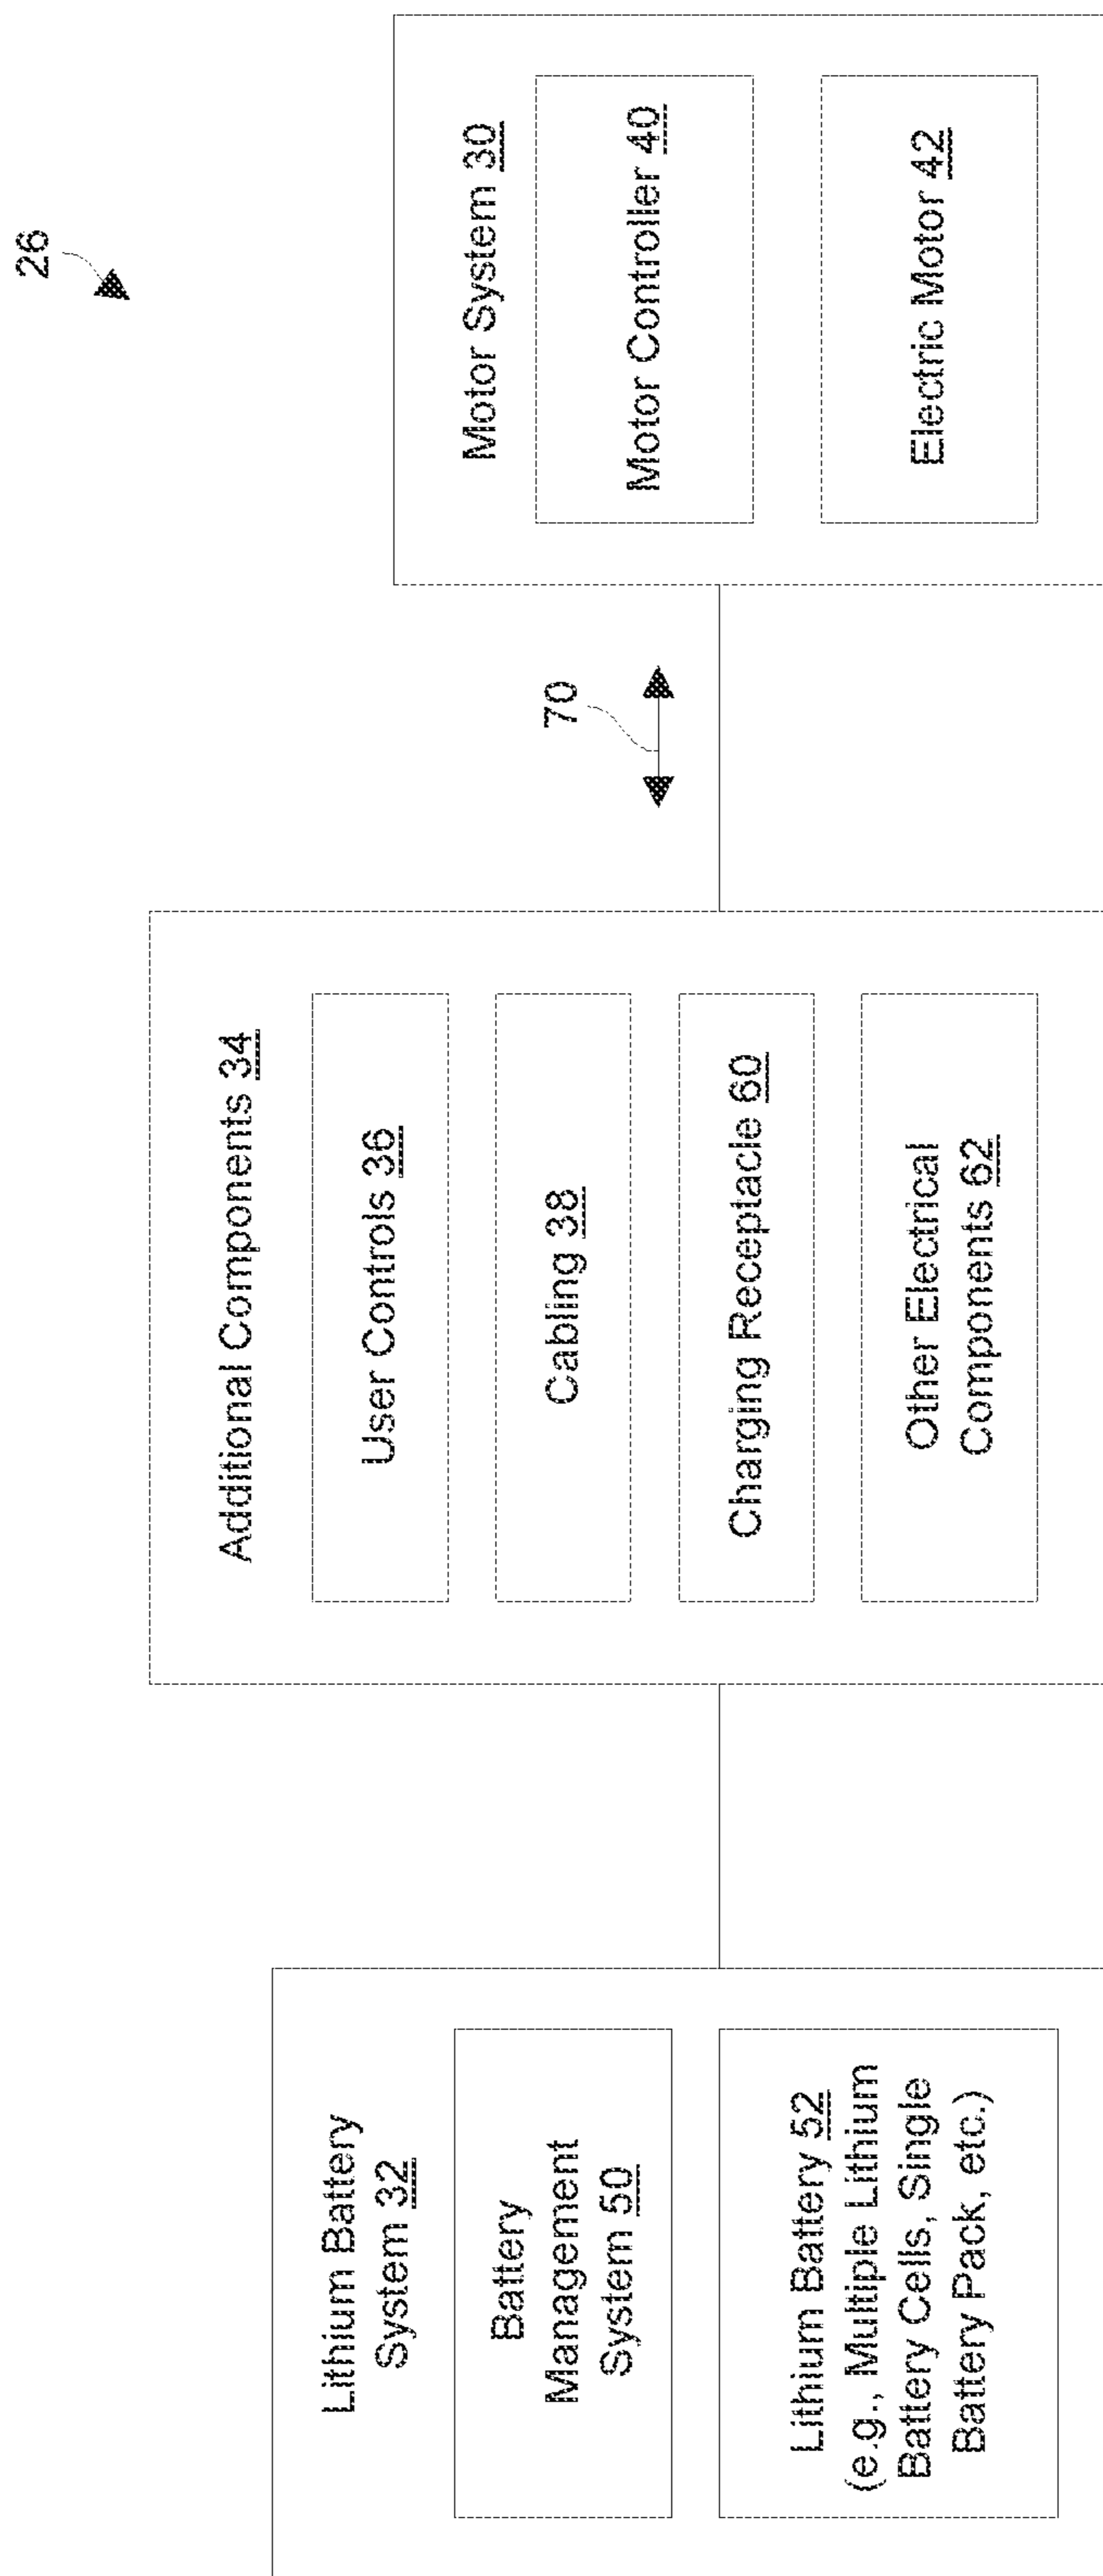 26
Lithium Battery
System 32
Battery
Management
System 50
Lithium Battery 52
(e.g., Multiple Lithium
Battery Cells, Single
Battery Pack, etc.)
Additional Components 34
User Controls 36
Cabling 38
Charging Receptacle 60
Other Electrical
Components 62
70
Motor System 30
Motor Controller 40
Electric Motor 42